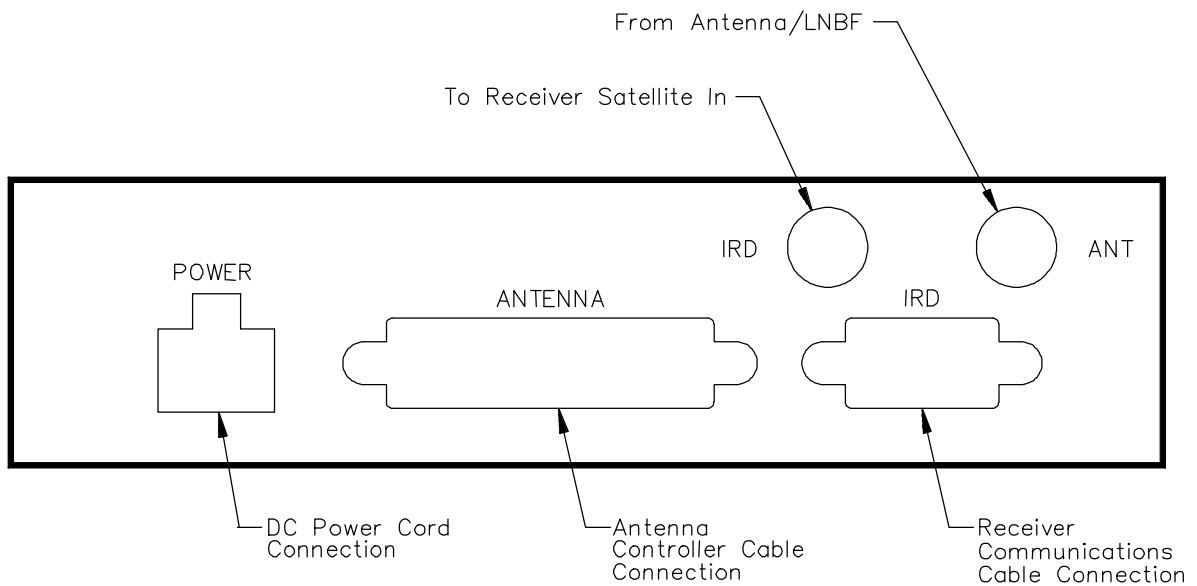 From Antenna/LNBF
To Receiver Satellite In
IRD
ANT
POWER
ANTENNA
IRD
DC Power Cord
Connection
Antenna
Controller Cable
Connection
Receiver
Communications
Cable Connection